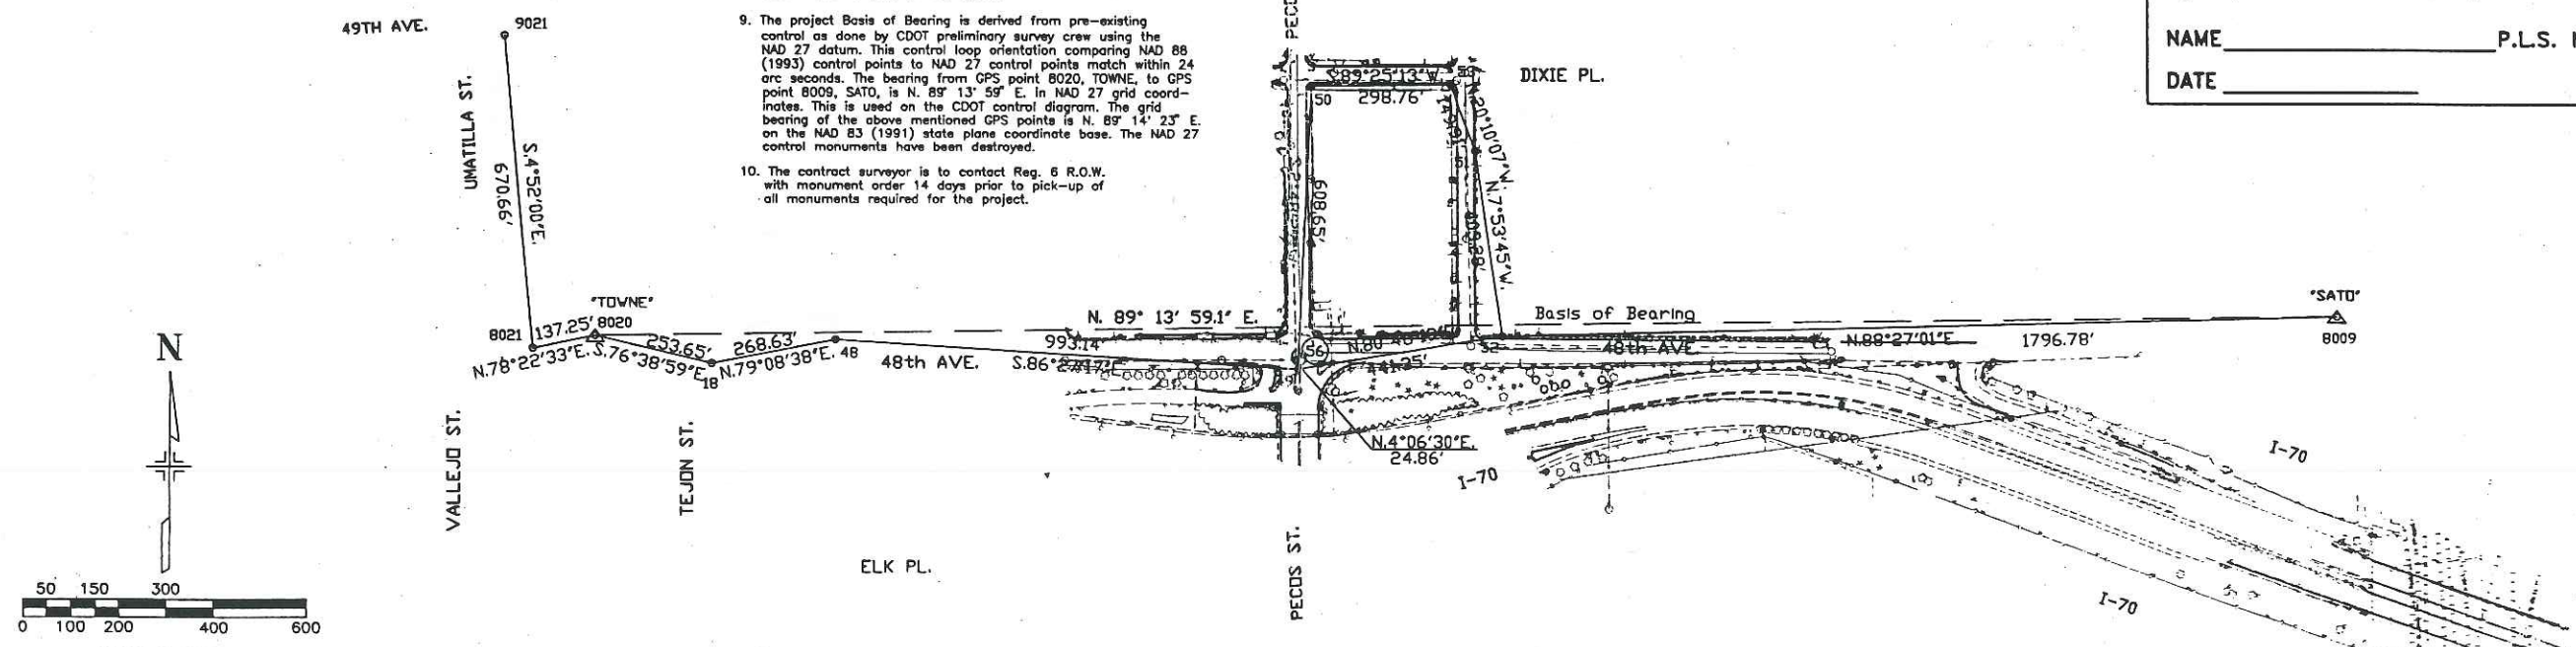 49TH AVE.
9021
UMATILLA ST.
S.4°52'00"E.
670.66'
9. The project Basis of Bearing is derived from pre-existing
control as done by CDOT preliminary survey crew using the
NAD 27 datum. This control loop orientation comparing NAD 88
(1993) control points to NAD 27 control points match within 24
arc seconds. The bearing from GPS point 8020, TOWNE, to GPS
point 8009, SATO, is N. 89° 13' 59" E. In NAD 27 grid coord-
inates. This is used on the CDOT control diagram. The grid
bearing of the above mentioned GPS points is N. 89° 14' 23" E.
on the NAD 83 (1991) state plane coordinate base. The NAD 27
control monuments have been destroyed.
10. The contract surveyor is to contact Reg. 6 R.O.W.
with monument order 14 days prior to pick-up of
all monuments required for the project.
S.89°25'13"W.
298.76'
50
DIXIE PL.
NAME
P.L.S.
DATE
N.20°10'07"W.
51
N.7°53'45"W.
608.65'
"TOWNE"
8021
137.25'
8020
N.78°22'33"E.
S.76°38'59"E.
253.65'
18
268.63'
N.79°08'38"E.
48
48th AVE.
N. 89° 13' 59.1" E.
993.14'
56
441.25'
52
Basis of Bearing
48th AVE
N.88°27'01"E.
1796.78'
"SATO"
8009
N.4°06'30"E.
24.86'
N
VALLEJO ST.
TEJON ST.
ELK PL.
PECOS ST.
I-70
I-70
I-70
50 150 300
0 100 200 400 600